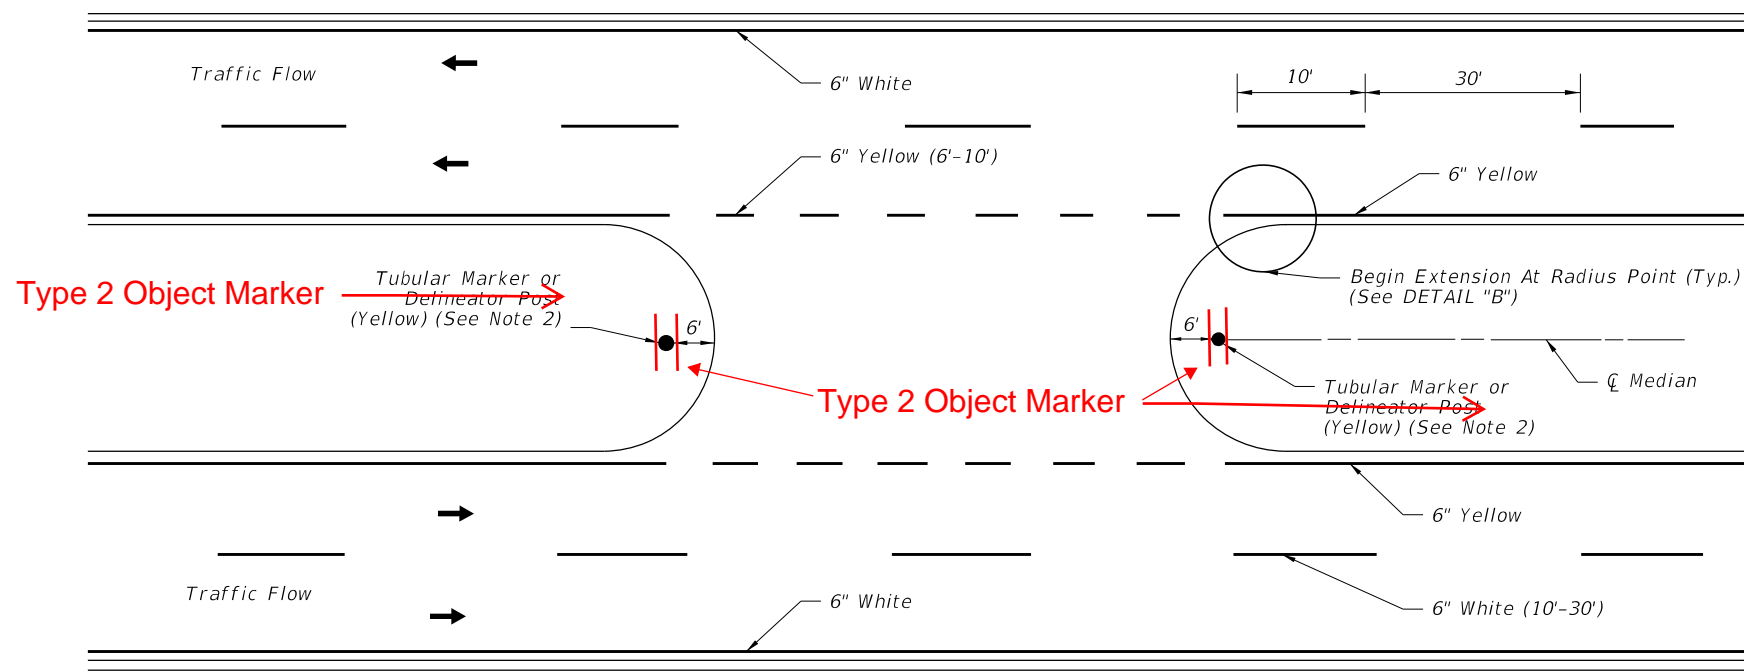 Traffic Flow
6" White
10'
30'
6" Yellow (6'-10')
6" Yellow
Tubular Marker or
Delineator Post
(Yellow) (See Note 2)
Type 2 Object Marker
6'
6'
Begin Extension At Radius Point (Typ.)
(See DETAIL "B")
Type 2 Object Marker
Tubular Marker or
Delineator Post
(Yellow) (See Note 2)
℄ Median
6" Yellow
Traffic Flow
6" White
6" White (10'-30')